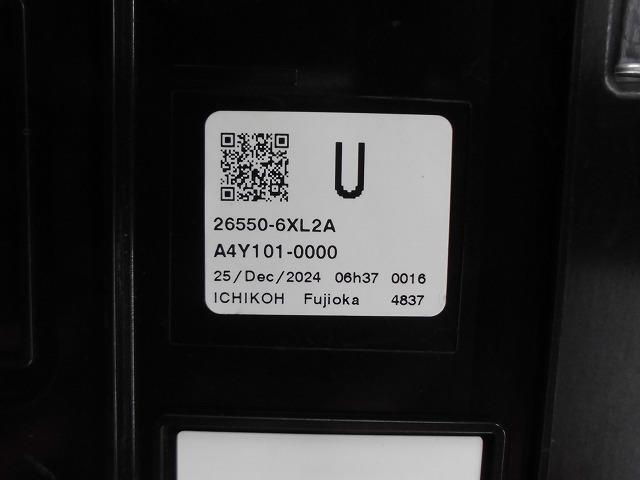 U
26550-6XL2A
A4Y101-0000
25/Dec/2024 06h37 0016
ICHIKOH Fujioka 4837